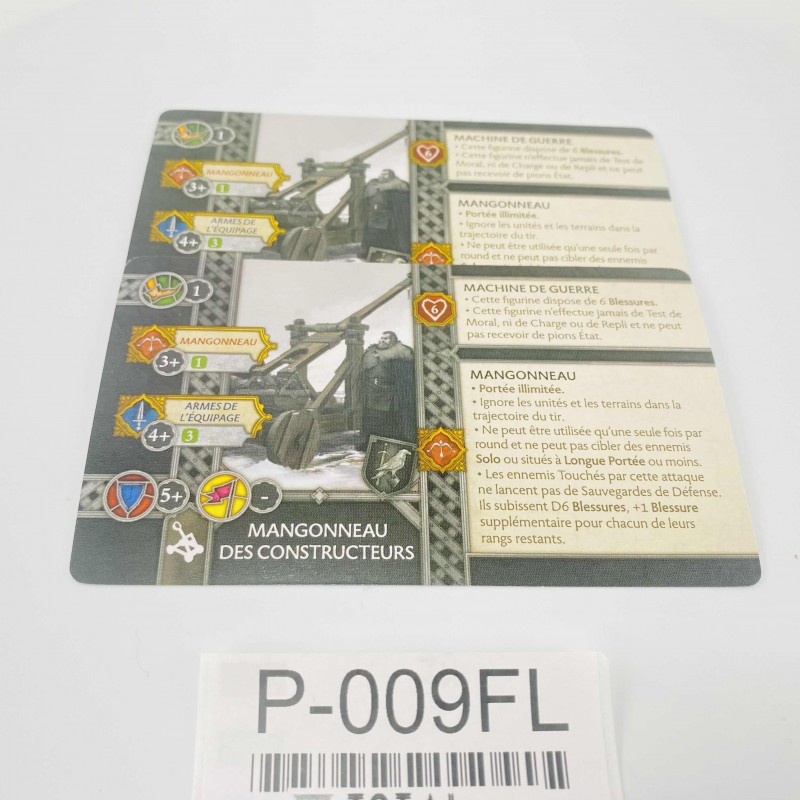 1
MANGONNEAU
3+
1
ARMES DE
L'ÉQUIPAGE
4+
3
6
MACHINE DE GUERRE
• Cette figurine dispose de 6 Blessures.
• Cette figurine n'effectue jamais de Test de
Moral, ni de Charge ou de Repli et ne peut
pas recevoir de pions État.
MANGONNEAU
• Portée illimitée.
• Ignore les unités et les terrains dans la
trajectoire du tir.
• Ne peut être utilisée qu'une seule fois par
round et ne peut pas cibler des ennemis
1
MANGONNEAU
3+
1
ARMES DE
L'ÉQUIPAGE
4+
3
5+
-
MANGONNEAU
DES CONSTRUCTEURS
6
MACHINE DE GUERRE
• Cette figurine dispose de 6 Blessures.
• Cette figurine n'effectue jamais de Test de
Moral, ni de Charge ou de Repli et ne peut
pas recevoir de pions État.
MANGONNEAU
• Portée illimitée.
• Ignore les unités et les terrains dans la
trajectoire du tir.
• Ne peut être utilisée qu'une seule fois par
round et ne peut pas cibler des ennemis
Solo ou situés à Longue Portée ou moins.
• Les ennemis Touchés par cette attaque
ne lancent pas de Sauvegardes de Défense.
Ils subissent D6 Blessures, +1 Blessure
supplémentaire pour chacun de leurs
rangs restants.
P-009FL